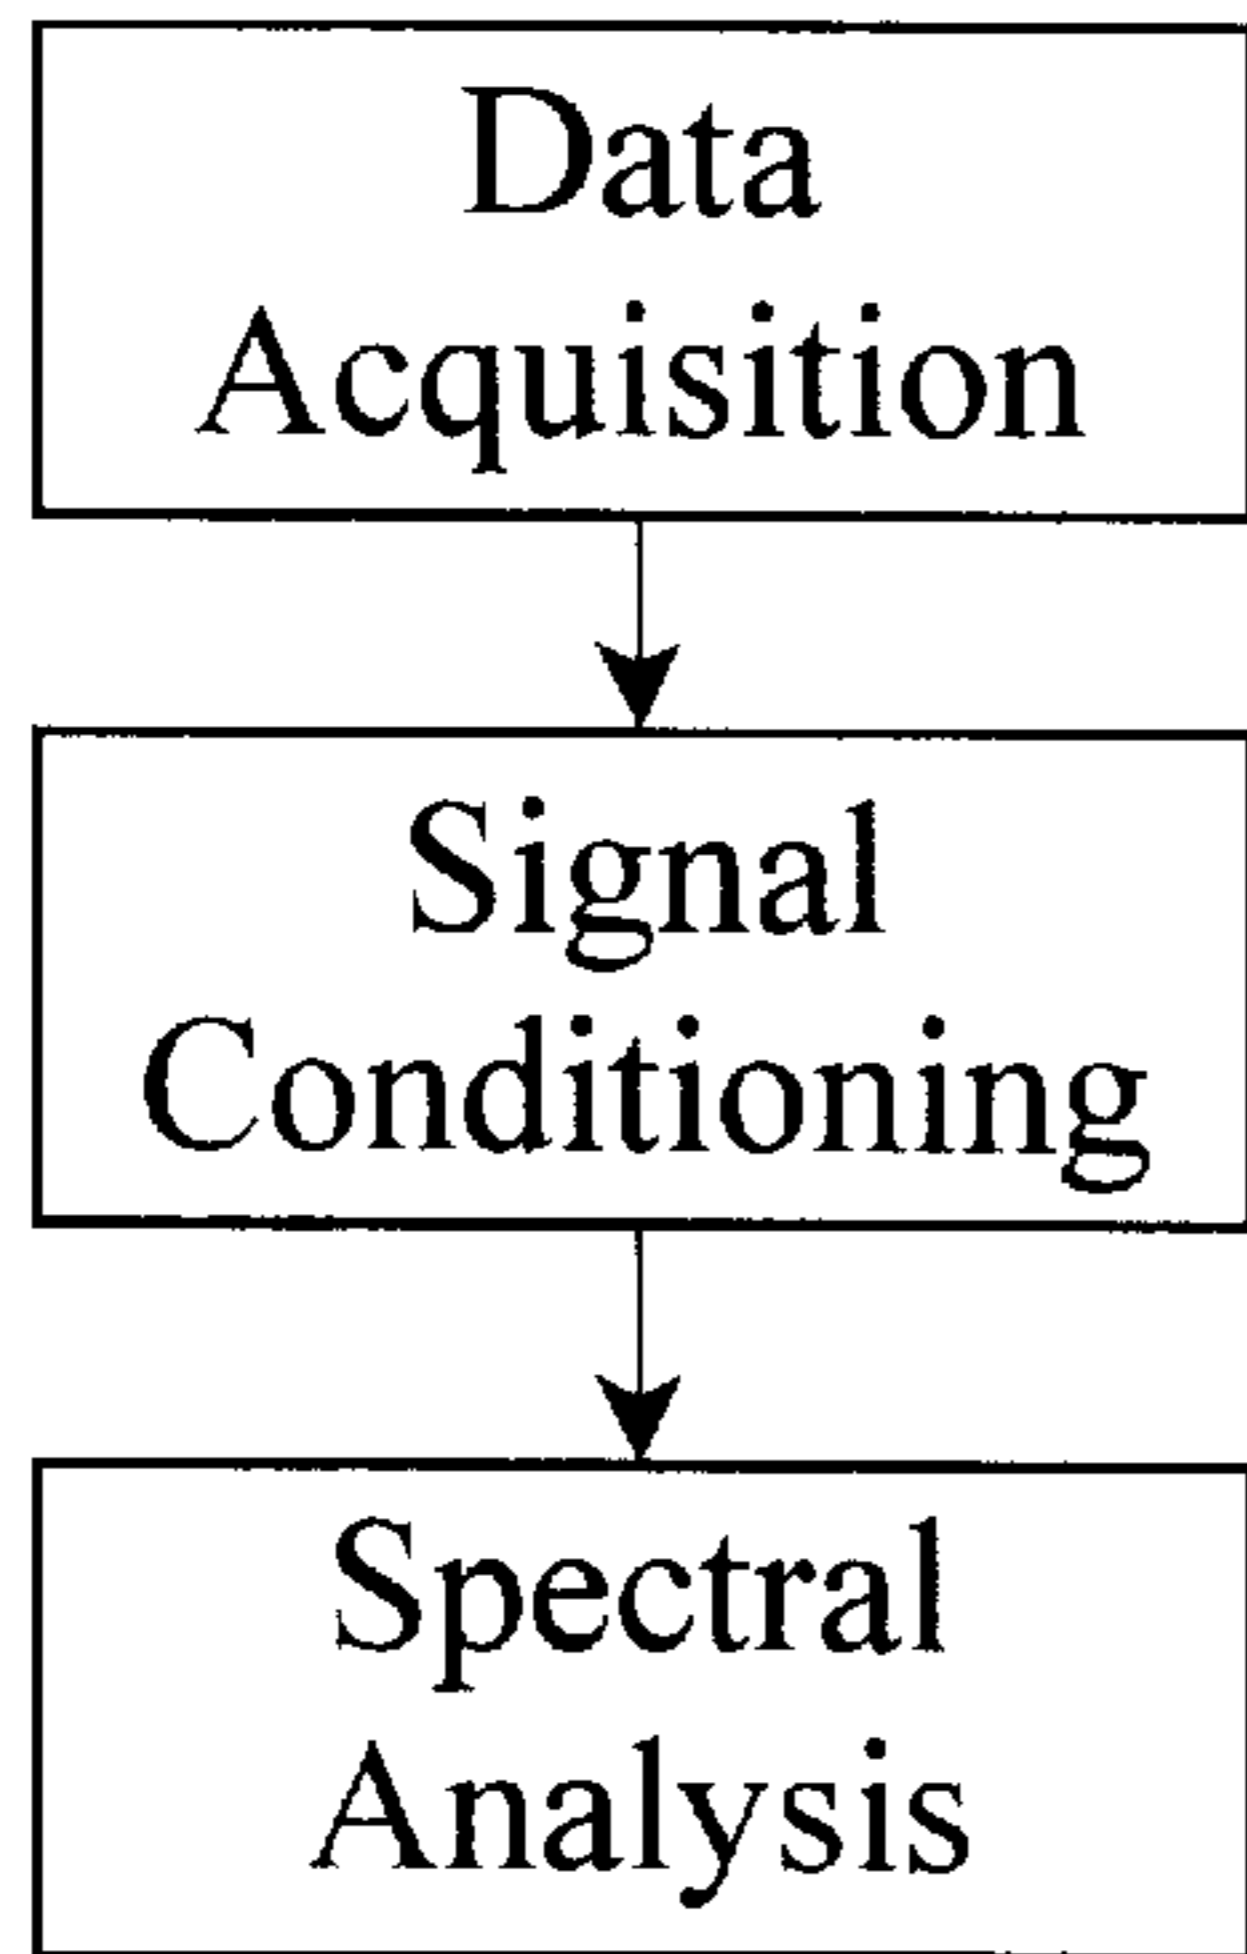 Data
Acquisition
Signal
Conditioning
Spectral
Analysis